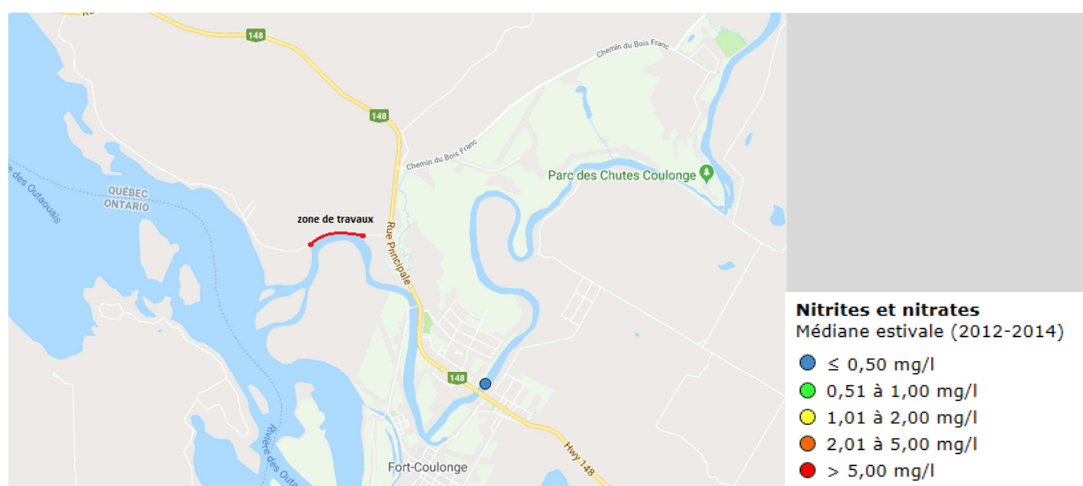 148
Chemin du Bois Franc
148
Chemin du Bois Franc
Parc des Chutes Coulonge
des Outaouais
QUÉBEC
ONTARIO
zone de travaux
Rue Principale
148
Hwy 148
Rivière des Outa
Fort-Coulonge
Nitrites et nitrates
Médiane estivale (2012-2014)
≤ 0,50 mg/l
0,51 à 1,00 mg/l
1,01 à 2,00 mg/l
2,01 à 5,00 mg/l
> 5,00 mg/l